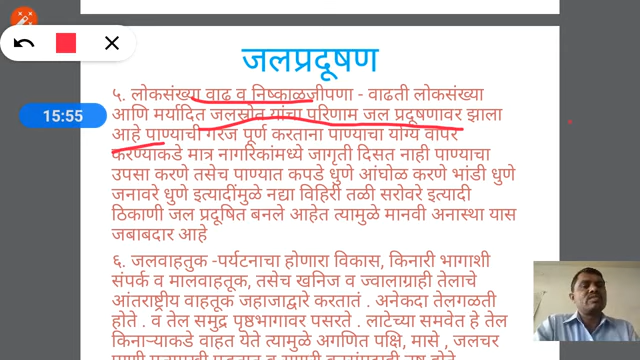 जलप्रदूषण
५. लोकसंख्या वाढ व निष्काळजीपणा - वाढती लोकसंख्या
15:55
आणि मर्यादित जलस्रोत यांचा परिणाम जल प्रदूषणावर झाला
आहे पाण्याची गरज पूर्ण करताना पाण्याचा योग्य वापर
करण्याकडे मात्र नागरिकांमध्ये जागृती दिसत नाही पाण्याचा
उपसा करणे तसेच पाण्यात कपडे धुणे आंघोळ करणे भांडी धुणे
जनावरे धुणे इत्यादींमुळे नद्या विहिरी तळी सरोवरे इत्यादी
ठिकाणी जल प्रदूषित बनले आहेत त्यामुळे मानवी अनास्था यास
जबाबदार आहे
६. जलवाहतुक -पर्यटनाचा होणारा विकास, किनारी भागाशी
संपर्क व मालवाहतूक, तसेच खनिज व ज्वालाग्राही तेलाचे
आंतराष्ट्रीय वाहतूक जहाजाद्वारे करतातं . अनेकदा तेलगळती
होते . व तेल समुद्र पृष्ठभागावर पसरते . लाटेच्या समवेत हे तेल
किनाऱ्याकडे वाहत येते त्यामुळे अगणित पक्षि, मासे , जलचर